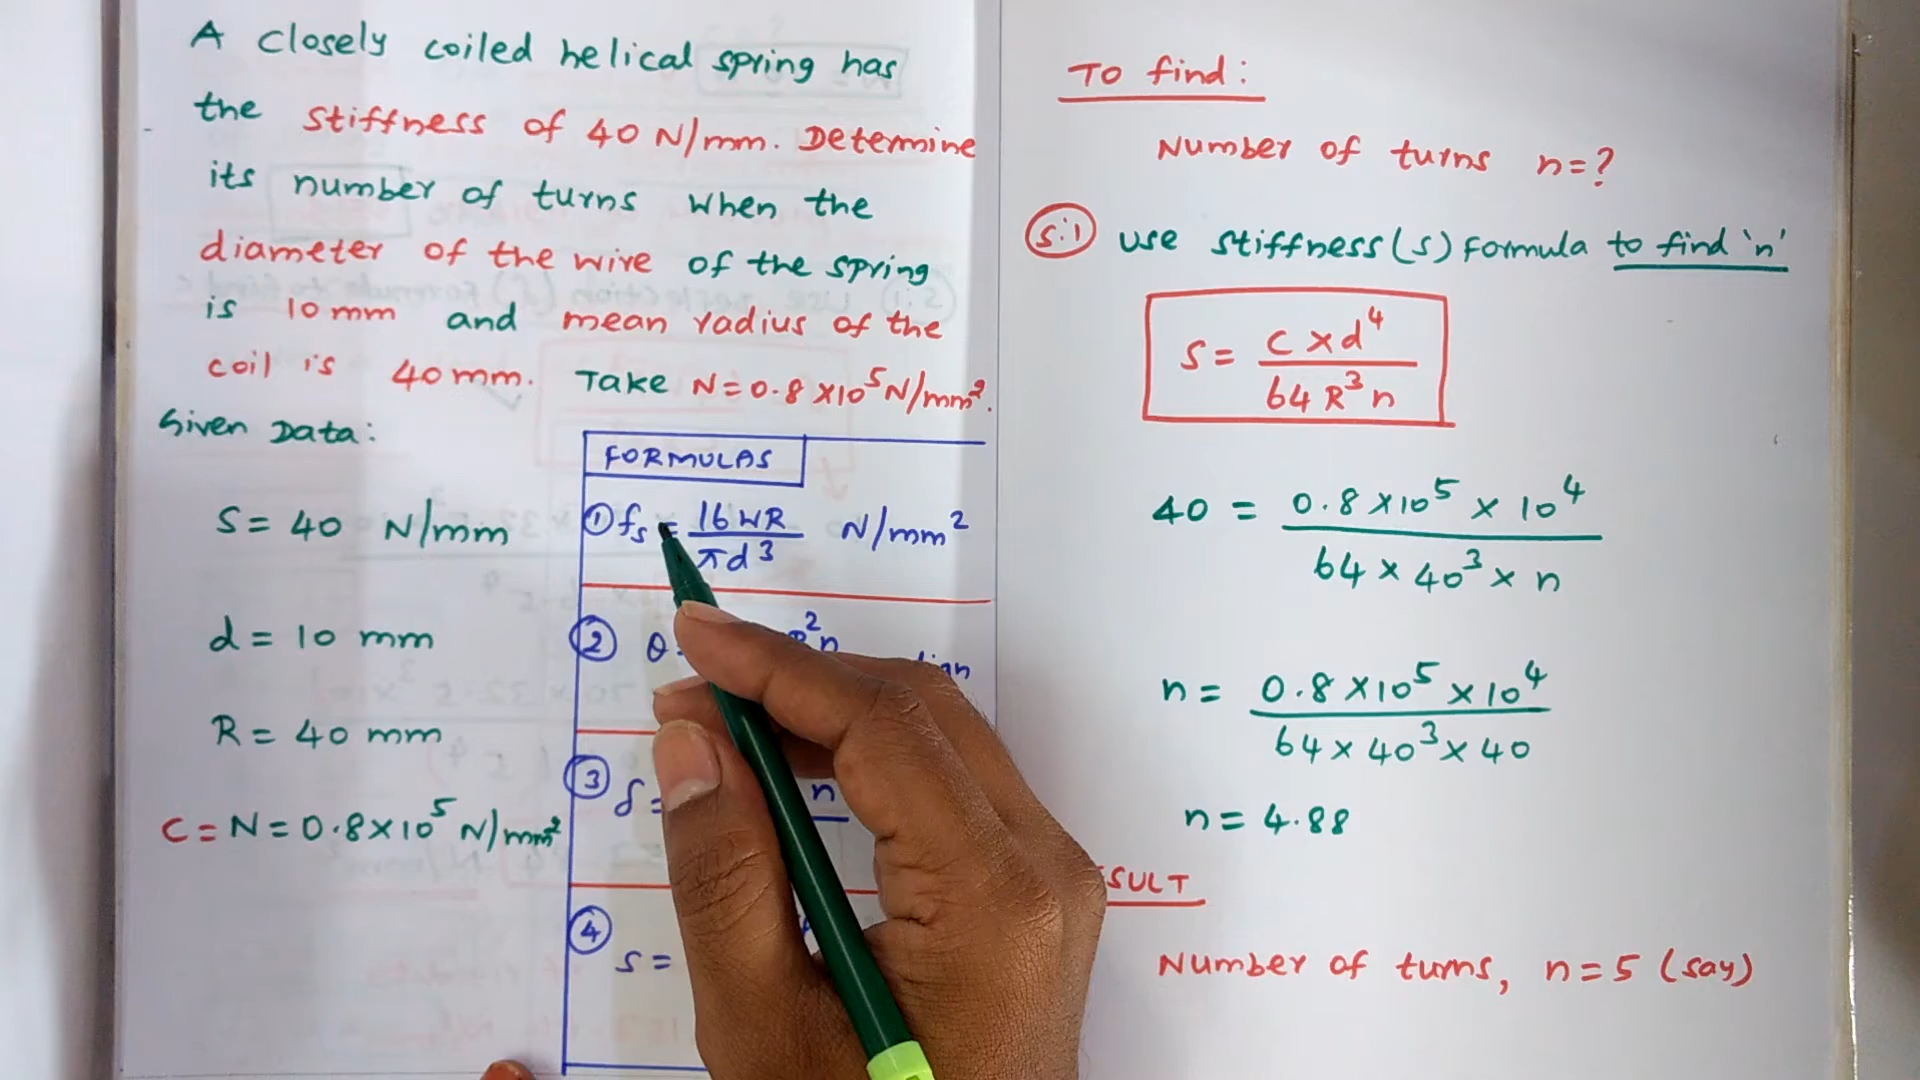 A closely coiled helical spring has
the stiffness of 40 N/mm. Determine
its number of turns when the
diameter of the wire of the spring
is 10 mm and mean radius of the
coil is 40 mm. Take N = 0.8 × 10⁵ N/mm².
Given Data:
S = 40 N/mm
d = 10 mm
R = 40 mm
C = N = 0.8 × 10⁵ N/mm²
FORMULAS
① fs = 16WR / πd³ N/mm²
② θ
R²n
③ δ =
n
④ s =
To find:
Number of turns n = ?
S.1 Use stiffness (s) formula to find 'n'
S = C × d⁴ / 64 R³ n
40 = 0.8 × 10⁵ × 10⁴ / 64 × 40³ × n
n = 0.8 × 10⁵ × 10⁴ / 64 × 40³ × 40
n = 4.88
SULT
Number of turns, n = 5 (say)